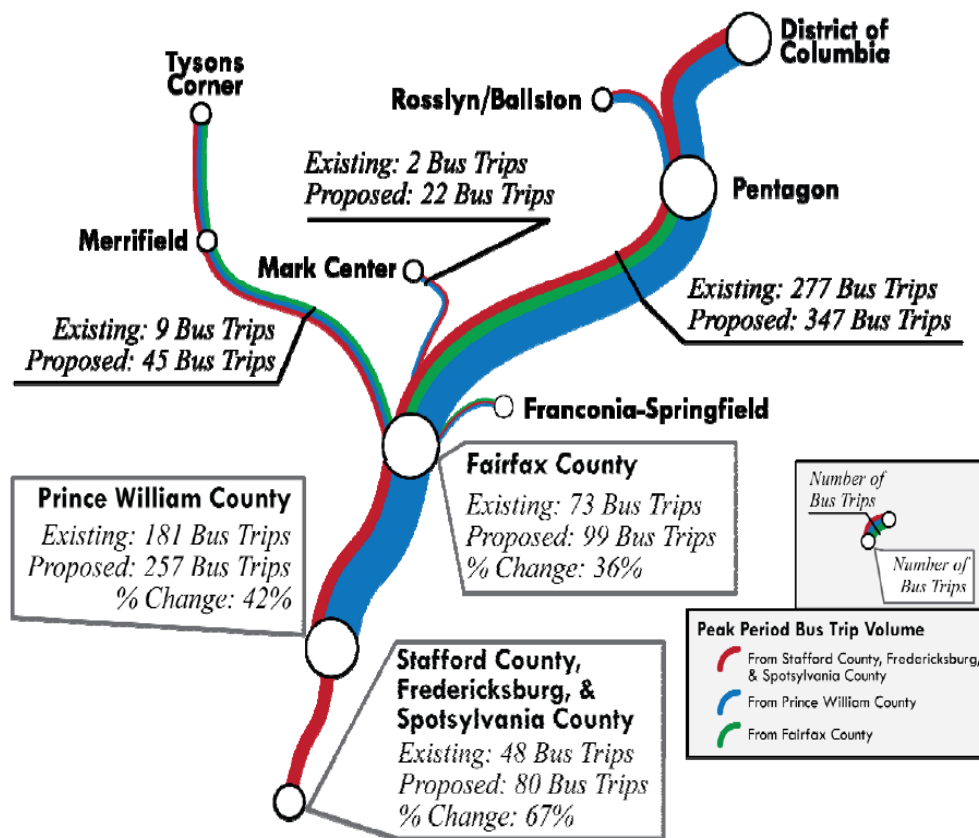 District of
Columbia
Tysons
Corner
Rosslyn/Ballston
Existing: 2 Bus Trips
Proposed: 22 Bus Trips
Pentagon
Merrifield
Mark Center
Existing: 277 Bus Trips
Proposed: 347 Bus Trips
Existing: 9 Bus Trips
Proposed: 45 Bus Trips
Franconia-Springfield
Fairfax County
Existing: 73 Bus Trips
Proposed: 99 Bus Trips
% Change: 36%
Prince William County
Existing: 181 Bus Trips
Proposed: 257 Bus Trips
% Change: 42%
Number of
Bus Trips
Number of
Bus Trips
Peak Period Bus Trip Volume
From Stafford County, Fredericksburg,
& Spotsylvania County
From Prince William County
From Fairfax County
Stafford County,
Fredericksburg, &
Spotsylvania County
Existing: 48 Bus Trips
Proposed: 80 Bus Trips
% Change: 67%